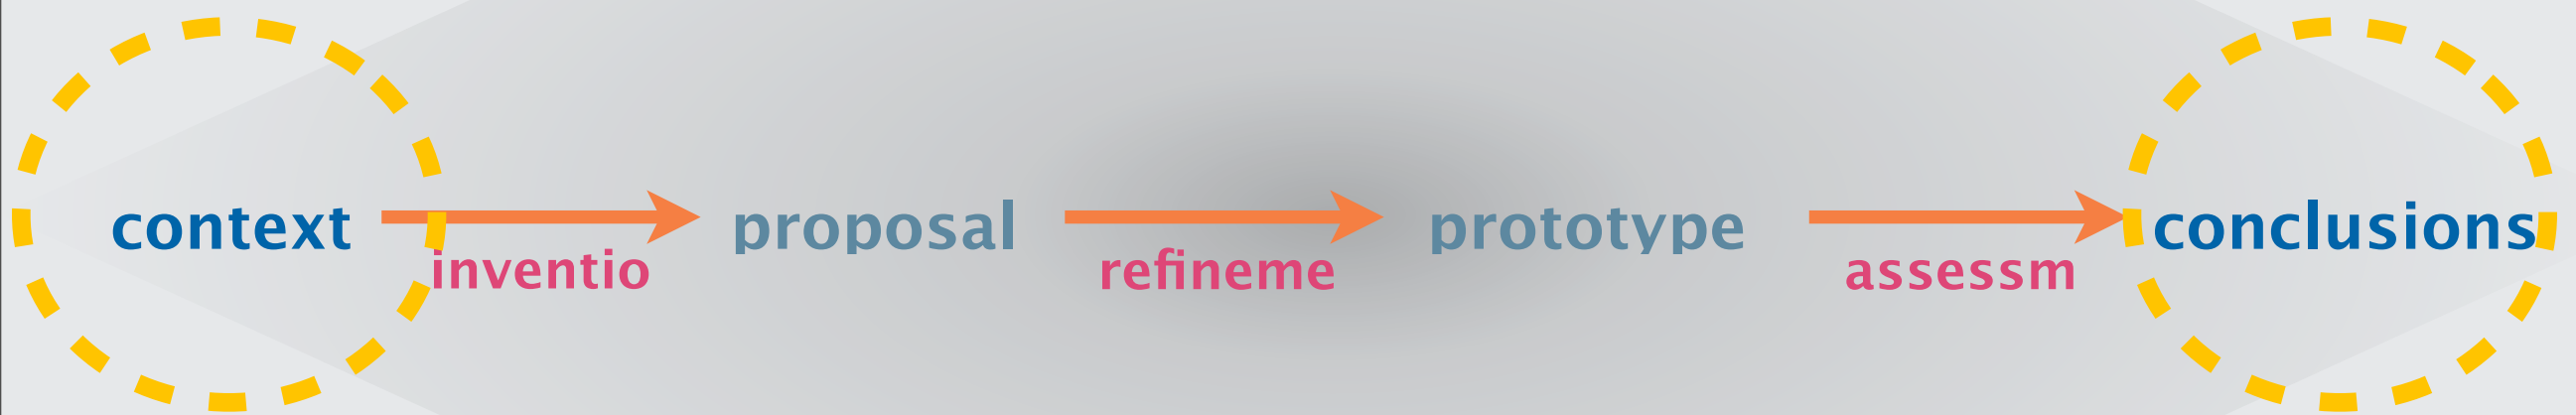 context proposal prototype conclusions
inventio refineme assessm